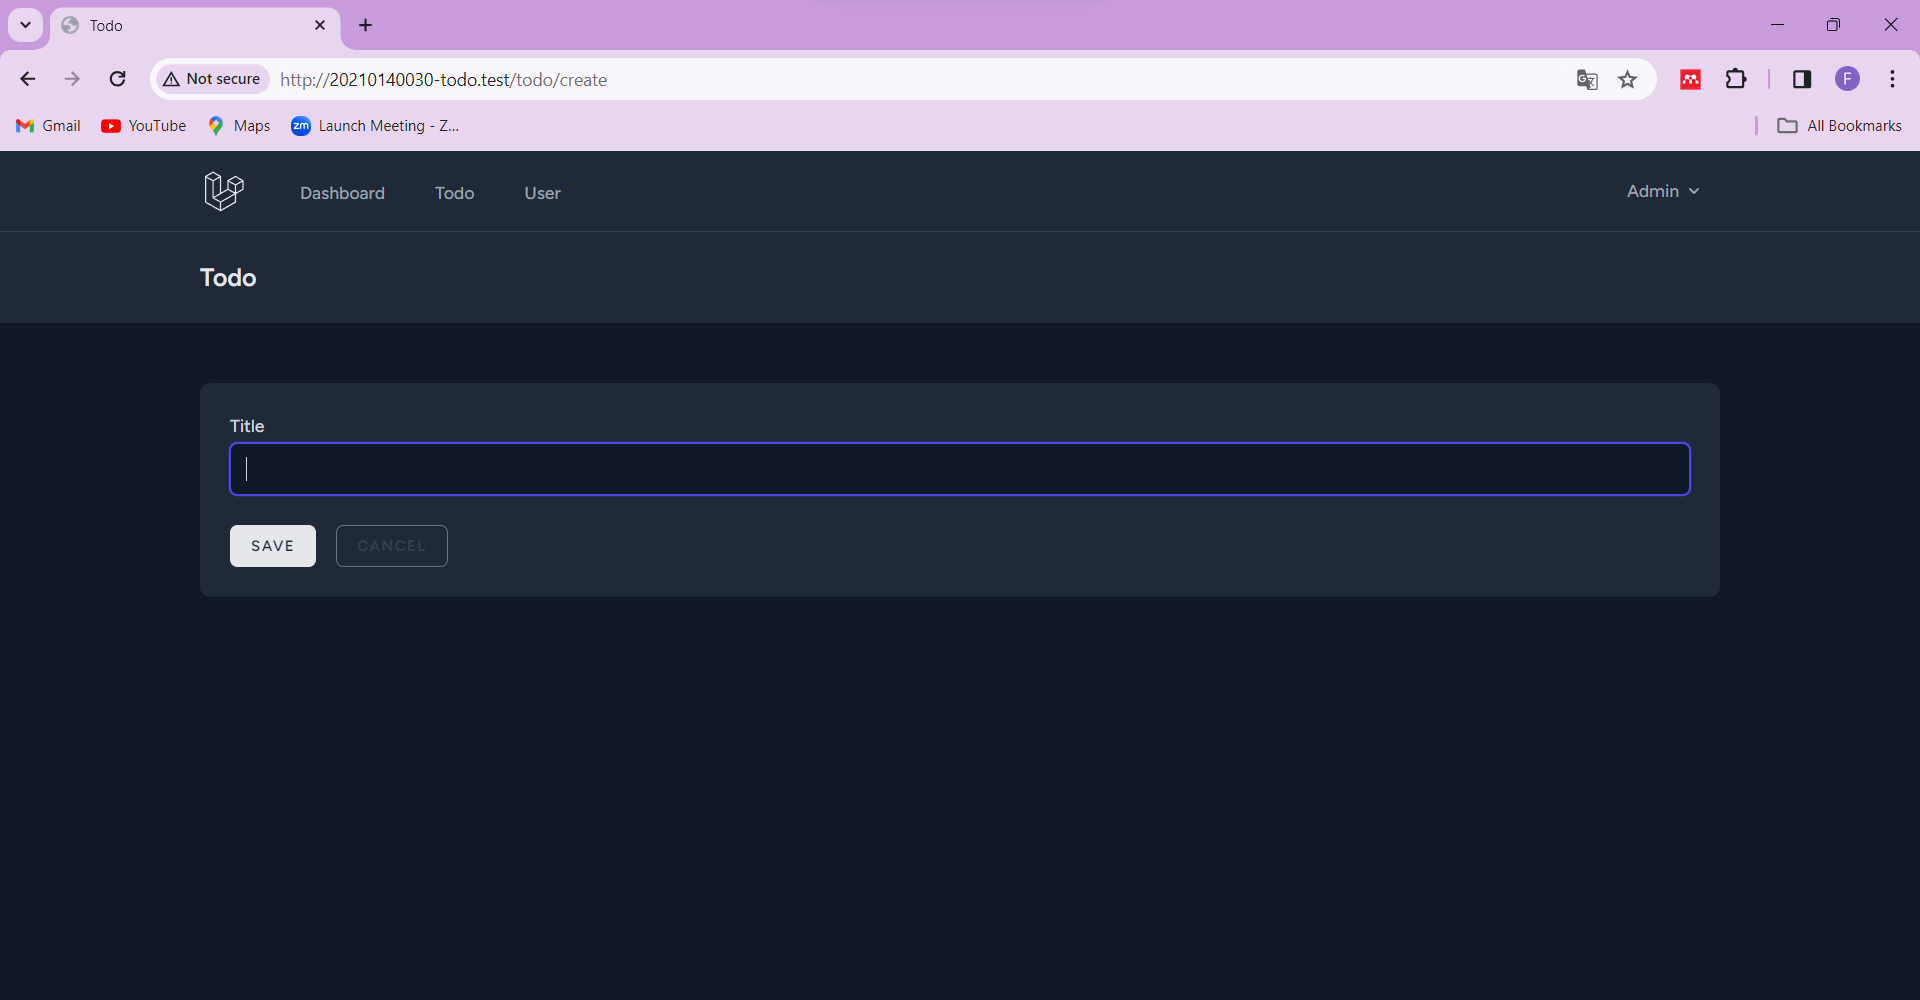 Todo
Not secure http://20210140030-todo.test/todo/create
F
Gmail YouTube Maps zm Launch Meeting - Z... All Bookmarks
Dashboard Todo User Admin
Todo
Title
SAVE CANCEL